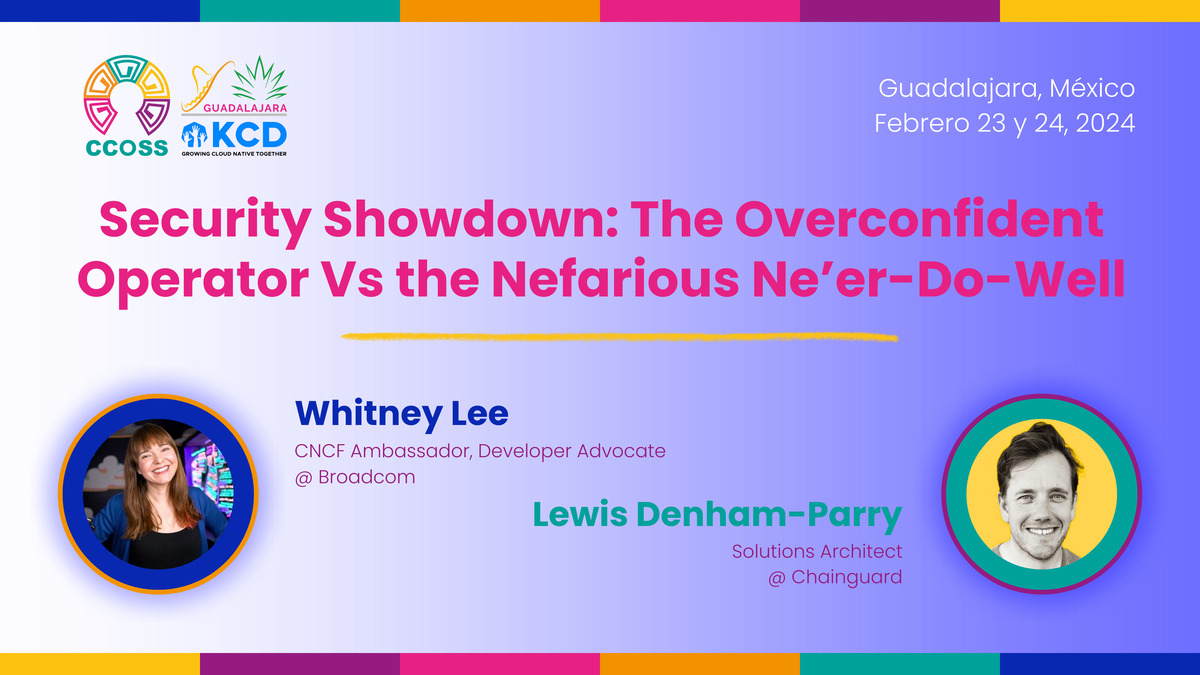 CCOSS
GUADALAJARA
KCD
GROWING CLOUD NATIVE TOGETHER
Guadalajara, México
Febrero 23 y 24, 2024
Security Showdown: The Overconfident
Operator Vs the Nefarious Ne’er-Do-Well
Whitney Lee
CNCF Ambassador, Developer Advocate
@ Broadcom
Lewis Denham-Parry
Solutions Architect
@ Chainguard